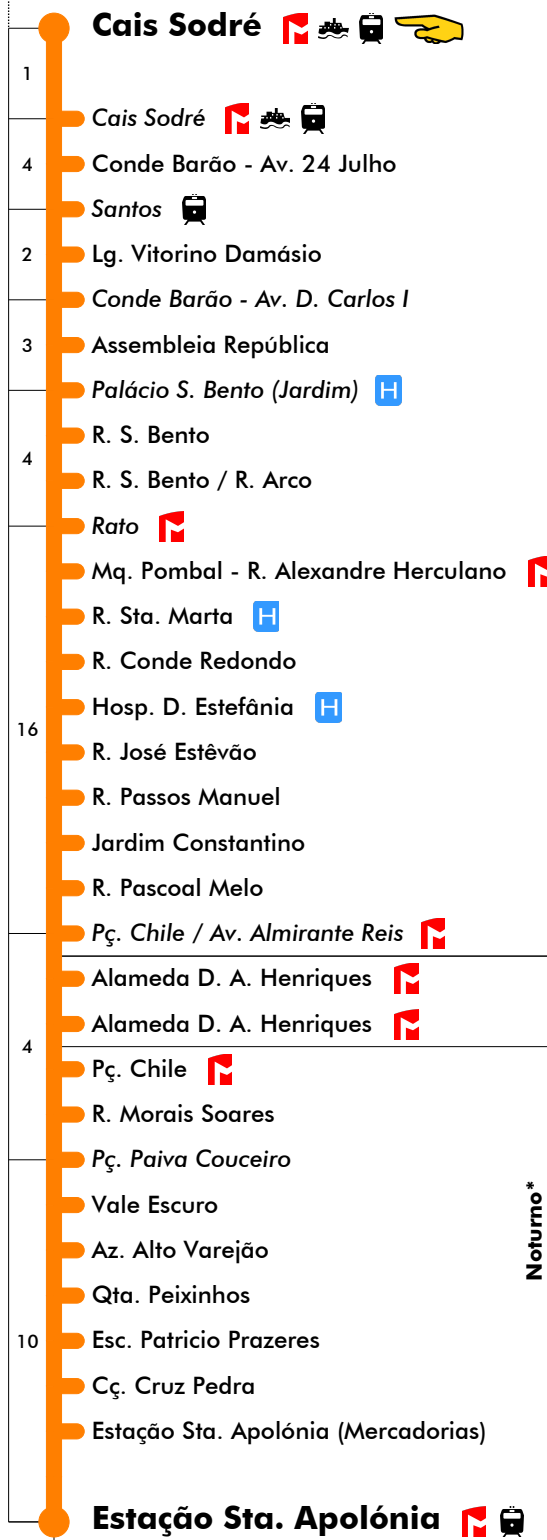 Cais Sodré
1
Cais Sodré
4
Conde Barão - Av. 24 Julho
Santos
2
Lg. Vitorino Damásio
Conde Barão - Av. D. Carlos I
3
Assembleia República
Palácio S. Bento (Jardim) H
R. S. Bento
4
R. S. Bento / R. Arco
Rato
Mq. Pombal - R. Alexandre Herculano
R. Sta. Marta H
R. Conde Redondo
Hosp. D. Estefânia H
16
R. José Estêvão
R. Passos Manuel
Jardim Constantino
R. Pascoal Melo
Pç. Chile / Av. Almirante Reis
Alameda D. A. Henriques
Alameda D. A. Henriques
4
Pç. Chile
R. Morais Soares
Pç. Paiva Couceiro
Vale Escuro
Noturno*
Az. Alto Varejão
Qta. Peixinhos
10
Esc. Patricio Prazeres
Cç. Cruz Pedra
Estação Sta. Apolónia (Mercadorias)
Estação Sta. Apolónia